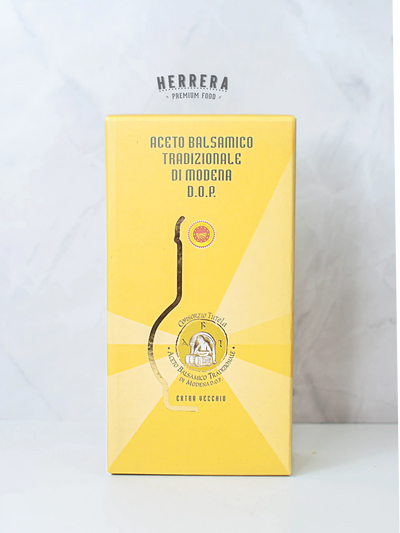 HERRERA
• PREMIUM FOOD •
ACETO BALSAMICO
TRADIZIONALE
DI MODENA
D.O.P.
Consorzio Tutela
Aceto Balsamico Tradizionale
di Modena D.O.P.
EXTRA VECCHIO